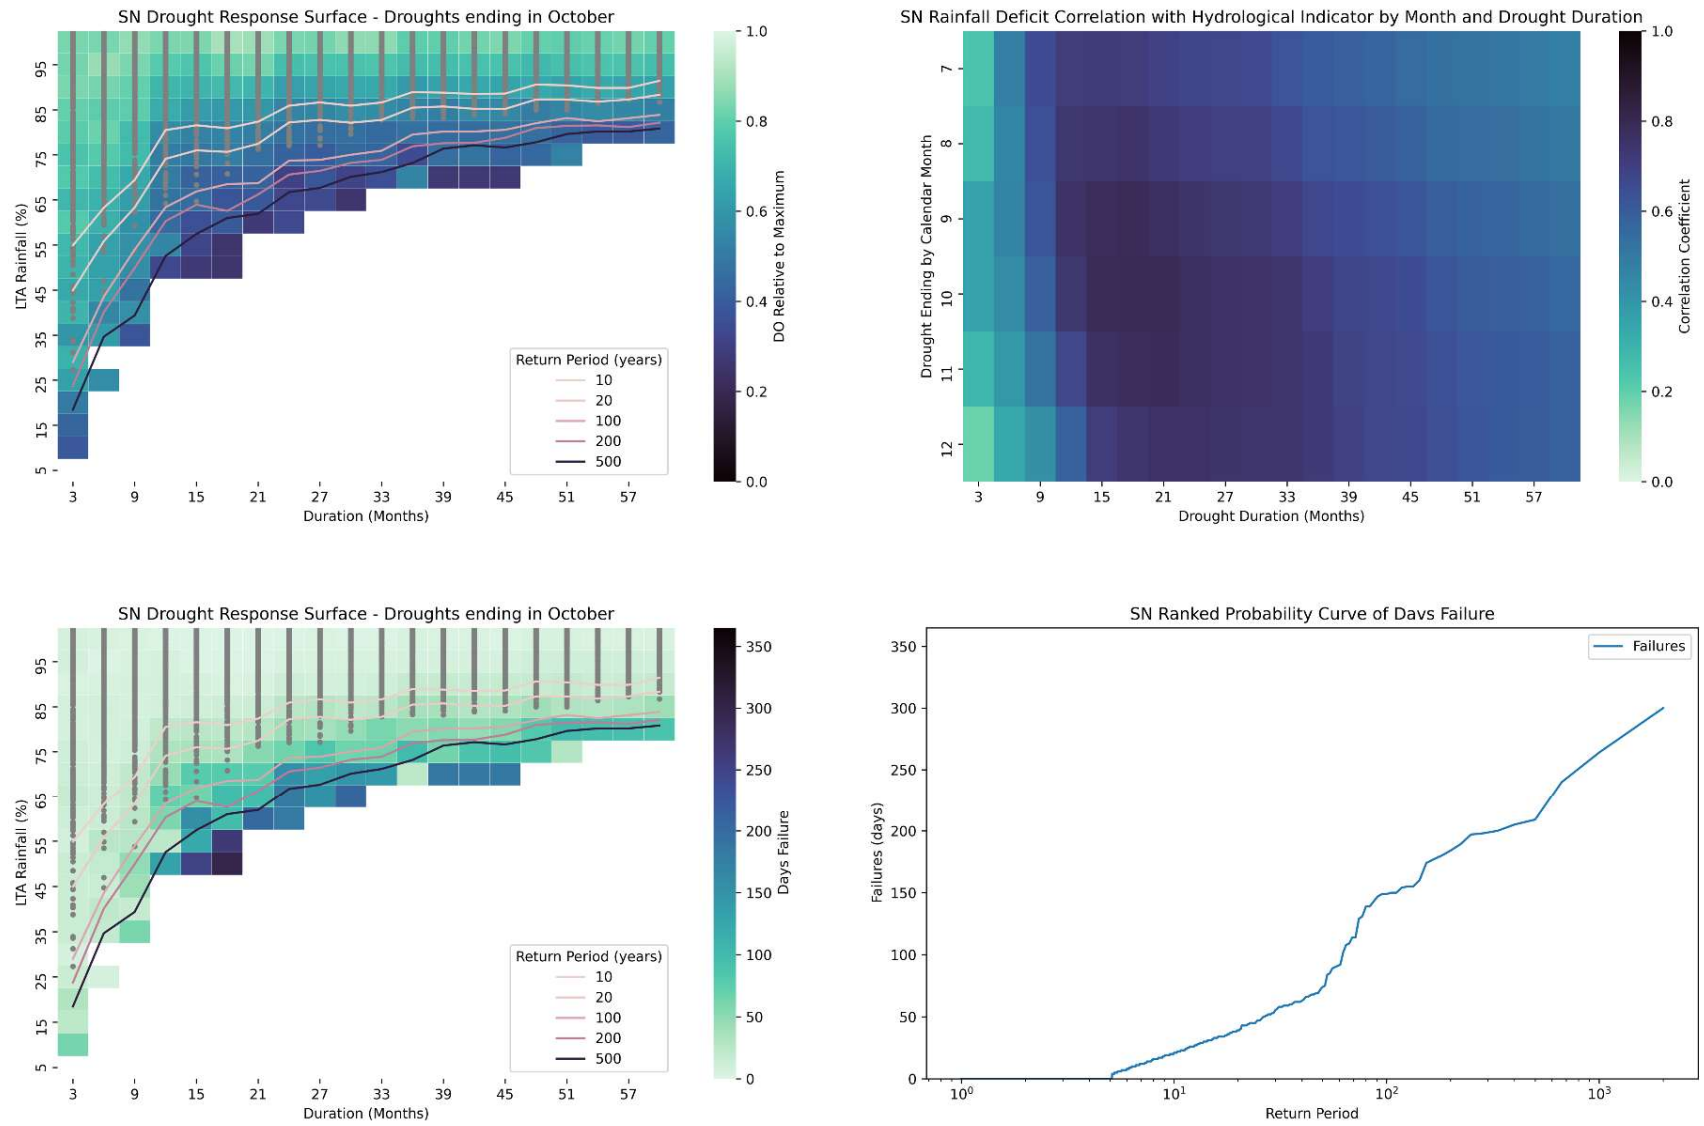 SN Drought Response Surface - Droughts ending in October
LTA Rainfall (%)
95
85
75
65
55
45
35
25
15
5
3 9 15 21 27 33 39 45 51 57
Duration (Months)
Return Period (years)
10
20
100
200
500
1.0
0.8
0.6
0.4
0.2
0.0
DO Relative to Maximum
SN Rainfall Deficit Correlation with Hydrological Indicator by Month and Drought Duration
Drought Ending by Calendar Month
7
8
9
10
11
12
3 9 15 21 27 33 39 45 51 57
Drought Duration (Months)
1.0
0.8
0.6
0.4
0.2
0.0
Correlation Coefficient
SN Drought Response Surface - Droughts ending in October
LTA Rainfall (%)
95
85
75
65
55
45
35
25
15
5
3 9 15 21 27 33 39 45 51 57
Duration (Months)
Return Period (years)
10
20
100
200
500
350
300
250
200
150
100
50
0
Days Failure
SN Ranked Probability Curve of Days Failure
Failures (days)
350
300
250
200
150
100
50
0
10⁰ 10¹ 10² 10³
Return Period
Failures